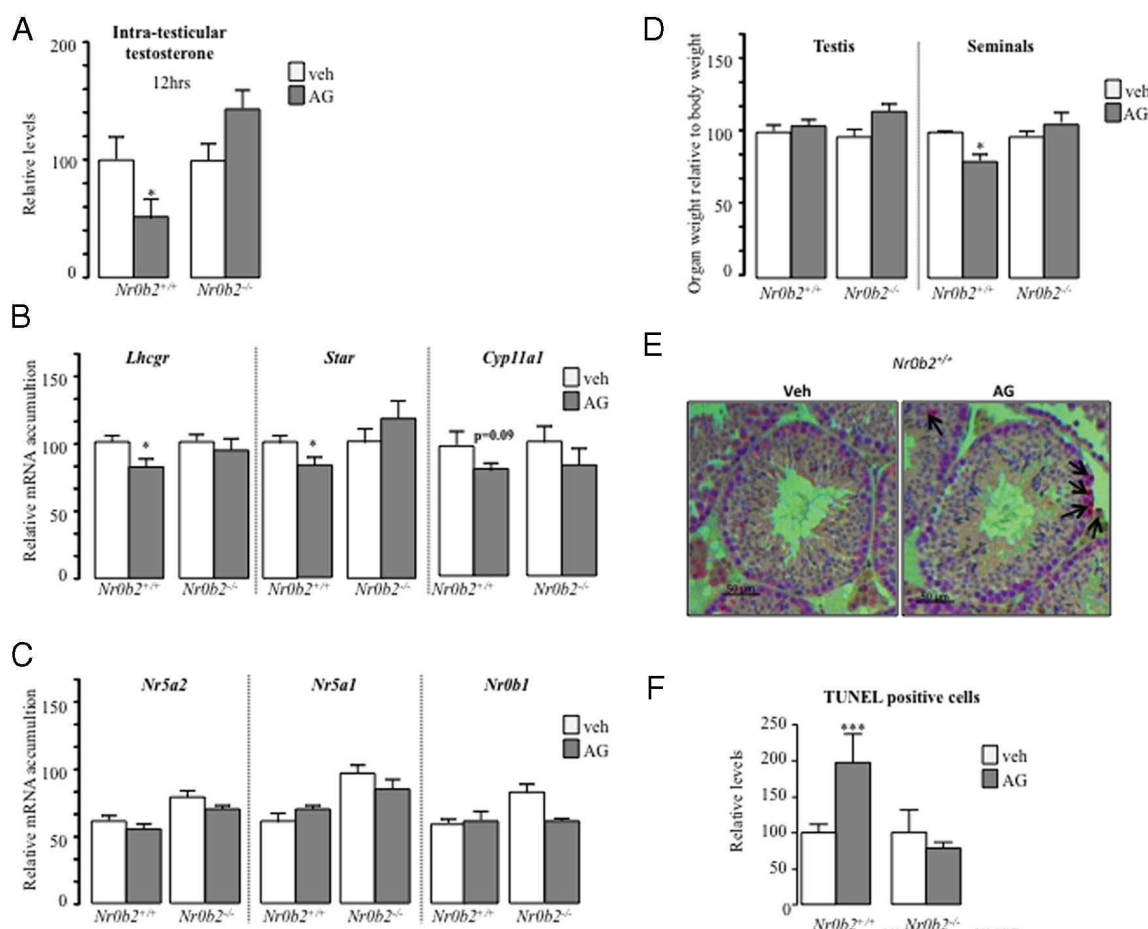 A
Intra-testicular
testosterone
12hrs
veh
AG
Relative levels
200
100
0
*
Nr0b2+/+
Nr0b2-/-
D
Testis
Seminals
veh
AG
Organ weight relative to body weight
150
100
50
0
*
Nr0b2+/+
Nr0b2-/-
Nr0b2+/+
Nr0b2-/-
B
Lhcgr
Star
Cyp11a1
veh
AG
Relative mRNA accumultion
150
100
50
0
*
*
p=0.09
Nr0b2+/+
Nr0b2-/-
Nr0b2+/+
Nr0b2-/-
Nr0b2+/+
Nr0b2-/-
E
Nr0b2+/+
Veh
AG
50 µm
50 µm
C
Nr5a2
Nr5a1
Nr0b1
veh
AG
Relative mRNA accumultion
150
100
50
0
Nr0b2+/+
Nr0b2-/-
Nr0b2+/+
Nr0b2-/-
Nr0b2+/+
Nr0b2-/-
F
TUNEL positive cells
veh
AG
Relative levels
250
200
150
100
50
0
***
Nr0b2+/+
Nr0b2-/-